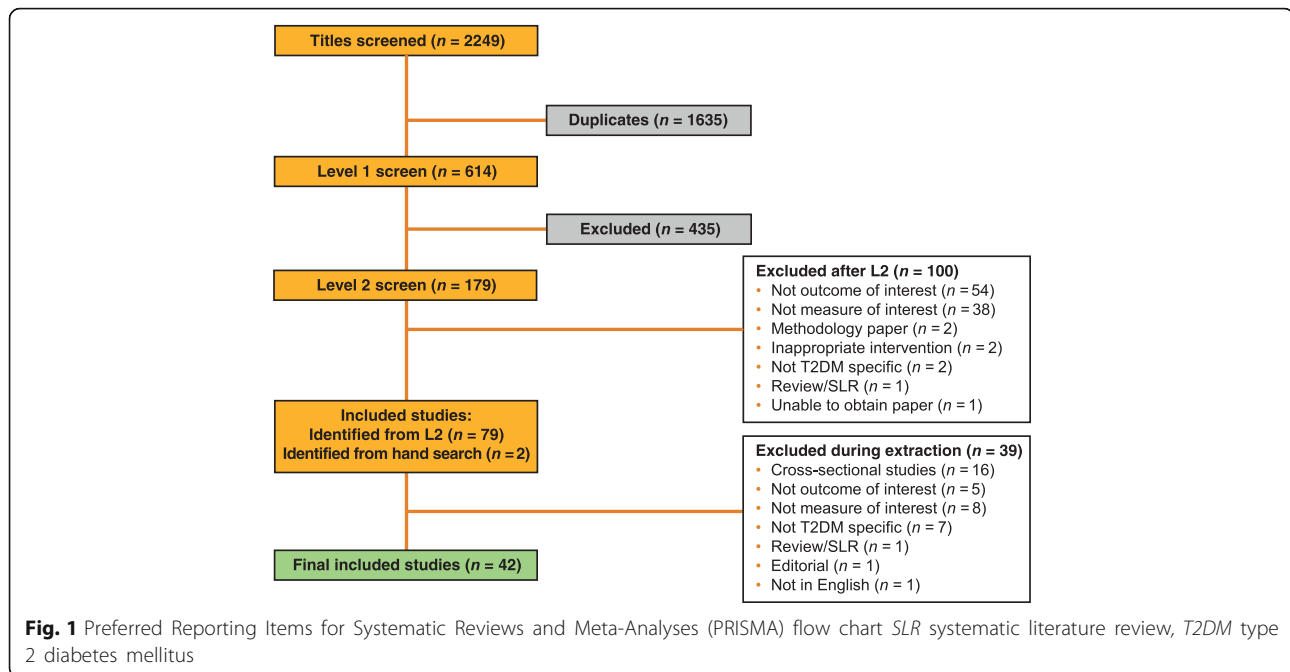 Titles screened (n = 2249)
Duplicates (n = 1635)
Level 1 screen (n = 614)
Excluded (n = 435)
Level 2 screen (n = 179)
Excluded after L2 (n = 100)
• Not outcome of interest (n = 54)
• Not measure of interest (n = 38)
• Methodology paper (n = 2)
• Inappropriate intervention (n = 2)
• Not T2DM specific (n = 2)
• Review/SLR (n = 1)
• Unable to obtain paper (n = 1)
Included studies:
Identified from L2 (n = 79)
Identified from hand search (n = 2)
Excluded during extraction (n = 39)
• Cross-sectional studies (n = 16)
• Not outcome of interest (n = 5)
• Not measure of interest (n = 8)
• Not T2DM specific (n = 7)
• Review/SLR (n = 1)
• Editorial (n = 1)
• Not in English (n = 1)
Final included studies (n = 42)
Fig. 1 Preferred Reporting Items for Systematic Reviews and Meta-Analyses (PRISMA) flow chart SLR systematic literature review, T2DM type
2 diabetes mellitus